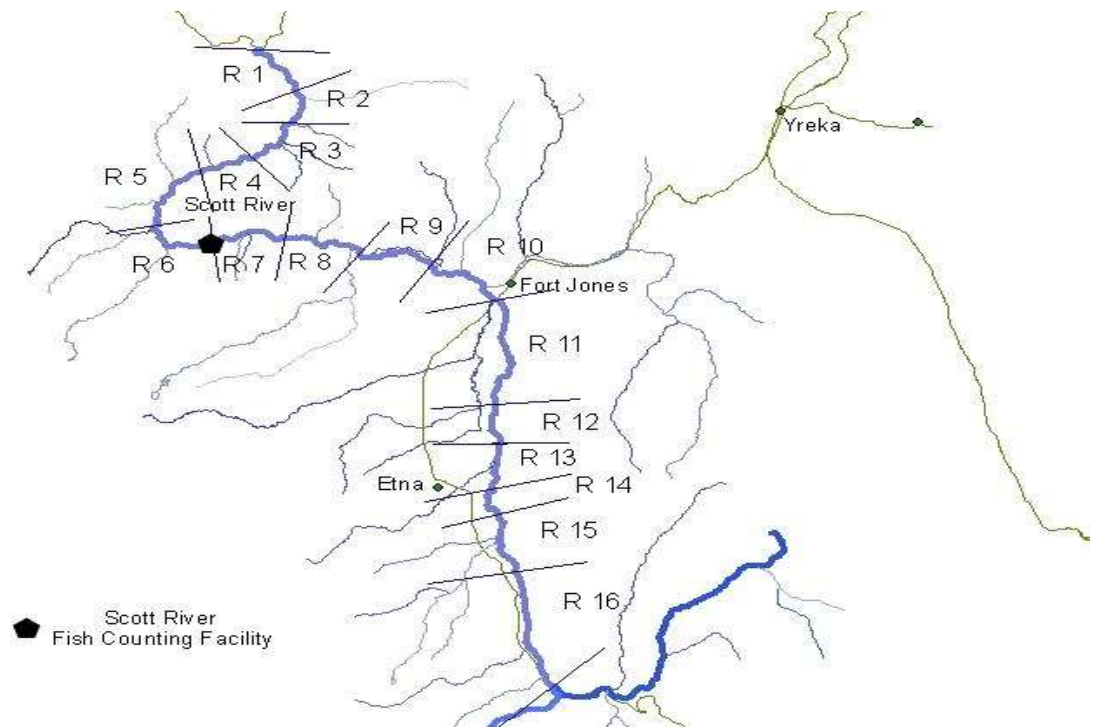 R 1
R 2
R 3
R 4
R 5
Scott River
R 6
R 7
R 8
R 9
R 10
Fort Jones
Yreka
R 11
R 12
R 13
Etna
R 14
R 15
R 16
Scott River
Fish Counting Facility